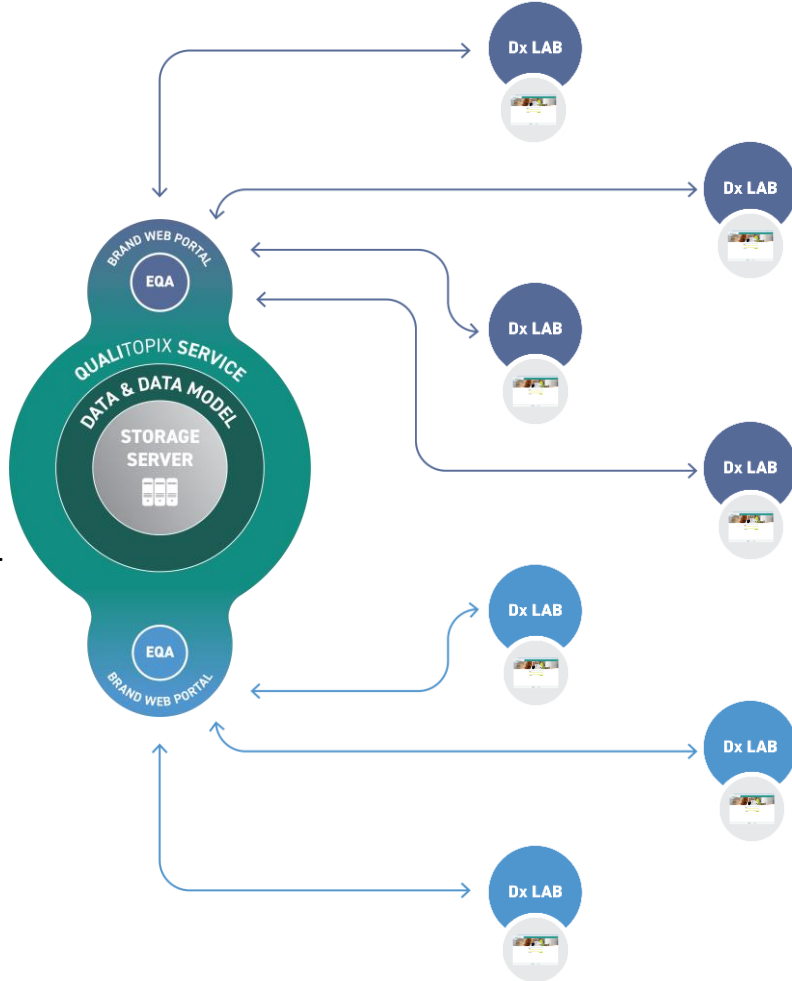 Dx LAB
Dx LAB
BRAND WEB PORTAL
EQA
Dx LAB
QUALITOPIX SERVICE
DATA & DATA MODEL
STORAGE
SERVER
Dx LAB
Dx LAB
EQA
BRAND WEB PORTAL
Dx LAB
Dx LAB